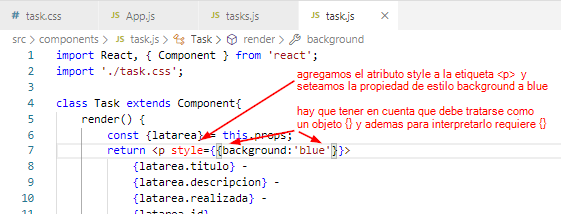 task.css JS App.js JS tasks.js JS task.js ×
src > components > JS task.js > Task > render > background
1 import React, { Component } from 'react';
2 import './task.css';
agregamos el atributo style a la etiqueta <p> y
seteamos la propiedad de estilo background a blue
3
4 class Task extends Component{
hay que tener en cuenta que debe tratarse como
5 render() {
un objeto {} y ademas para interpretarlo requiere {}
6 const {latarea} = this.props;
7 return <p style={{background:'blue'}}>
8 {latarea.titulo} -
9 {latarea.descripcion} -
10 {latarea.realizada} -
11 {latarea.id}